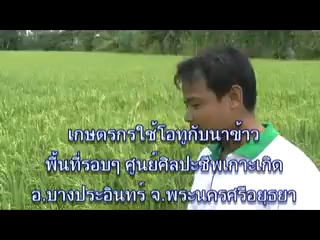 เกษตรกรใช้โอทูกับนาข้าว
พื้นที่รอบๆ ศูนย์ศิลปะชีพเกาะเกิด
อ.บางประอินทร์ จ.พระนครศรีอยุธยา